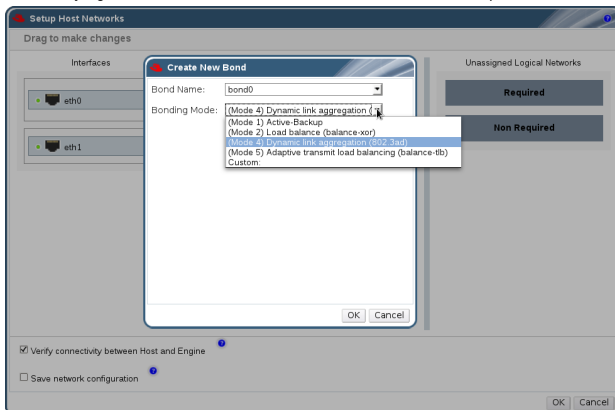 Setup Host Networks
Drag to make changes
Interfaces
Unassigned Logical Networks
eth0
eth1
Required
Non Required
Create New Bond
Bond Name: bond0
Bonding Mode: (Mode 4) Dynamic link aggregation (
(Mode 1) Active-Backup
(Mode 2) Load balance (balance-xor)
(Mode 4) Dynamic link aggregation (802.3ad)
(Mode 5) Adaptive transmit load balancing (balance-tlb)
Custom:
OK Cancel
Verify connectivity between Host and Engine
Save network configuration
OK Cancel